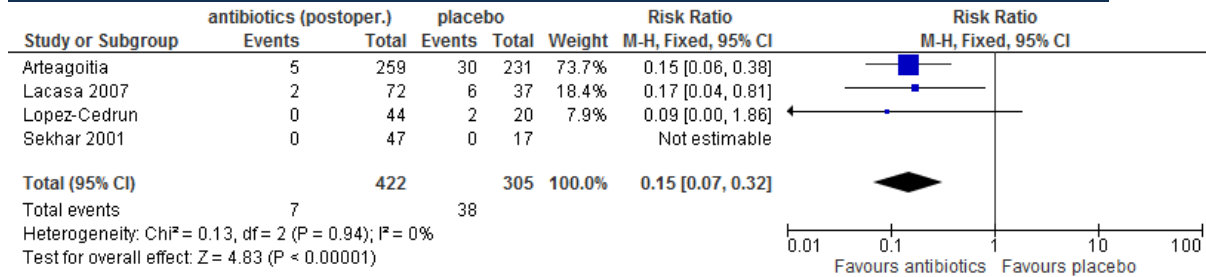 antibiotics (postoper.) placebo Risk Ratio Risk Ratio
Study or Subgroup Events Total Events Total Weight M-H, Fixed, 95% CI M-H, Fixed, 95% CI
Arteagoitia 5 259 30 231 73.7% 0.15 [0.06, 0.38]
Lacasa 2007 2 72 6 37 18.4% 0.17 [0.04, 0.81]
Lopez-Cedrun 0 44 2 20 7.9% 0.09 [0.00, 1.86]
Sekhar 2001 0 47 0 17 Not estimable
Total (95% CI) 422 305 100.0% 0.15 [0.07, 0.32]
Total events 7 38
Heterogeneity: Chi² = 0.13, df = 2 (P = 0.94); I² = 0%
Test for overall effect: Z = 4.83 (P < 0.00001)
0.01 0.1 1 10 100
Favours antibiotics Favours placebo